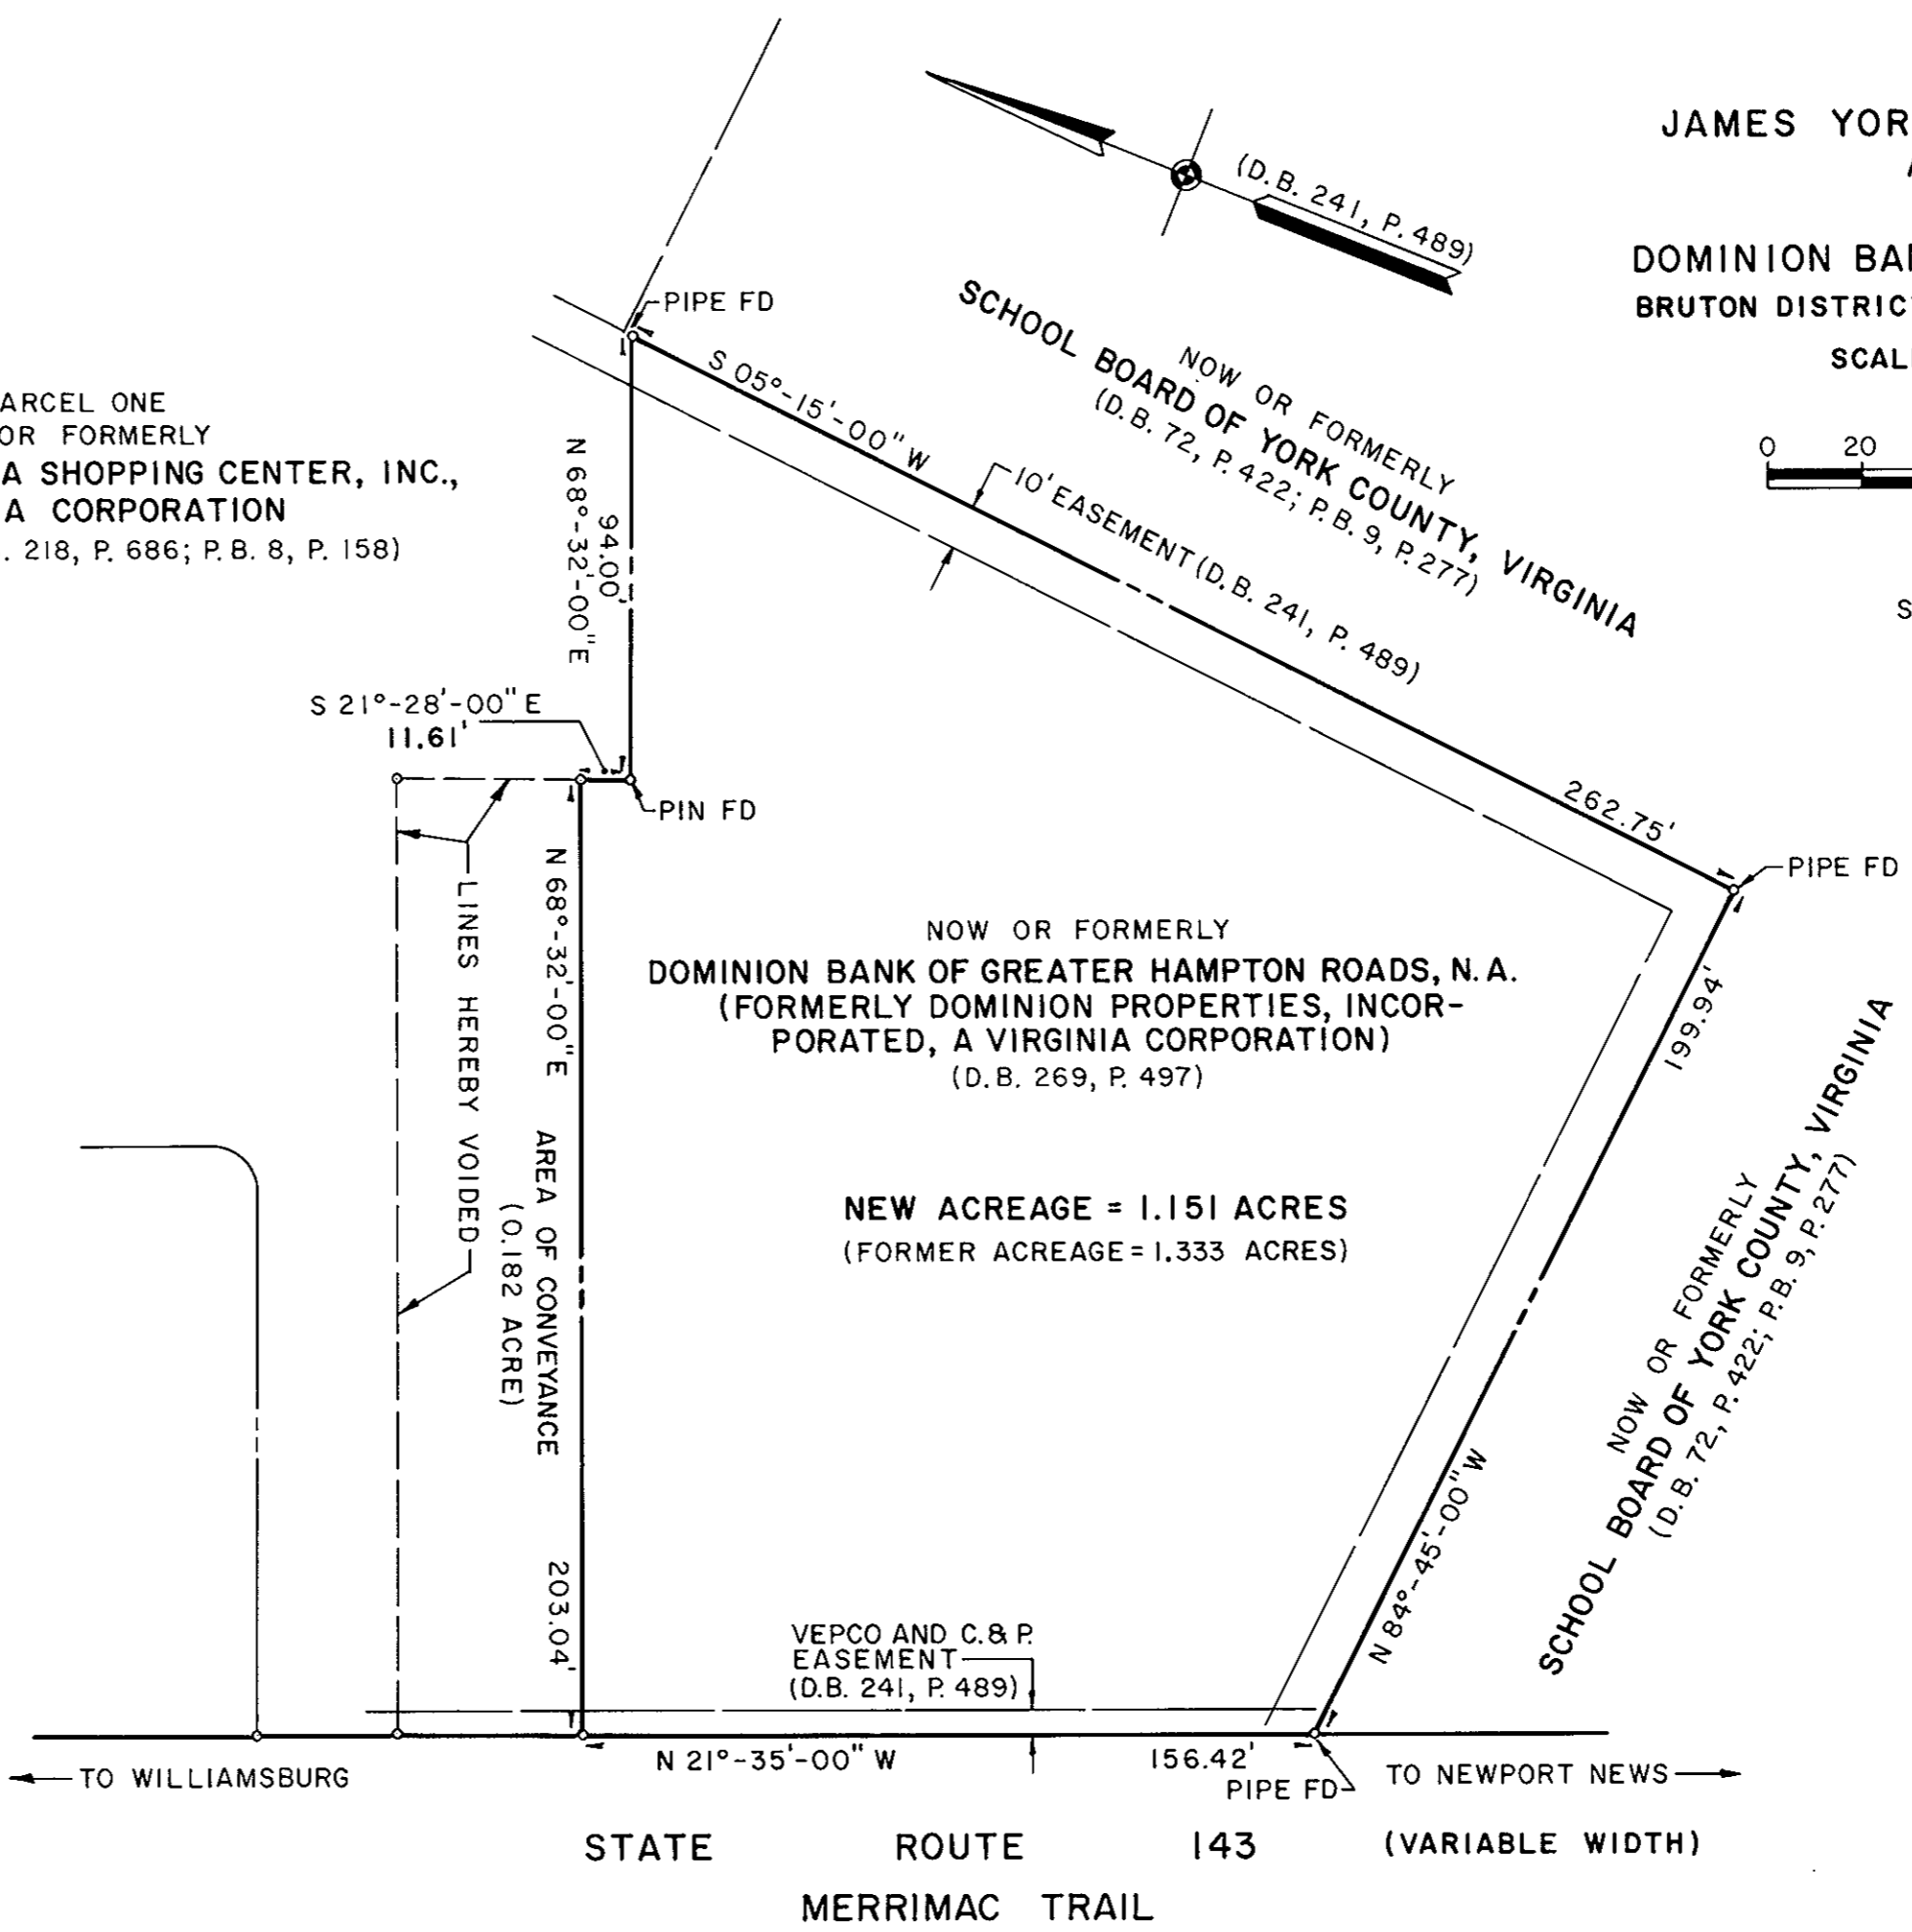 JAMES YOR
DOMINION BA
BRUTON DISTRIC
SCAL
0 20
(D.B. 241, P. 489)
PIPE FD
S 05°-15'-00" W
262.75'
NOW OR FORMERLY
SCHOOL BOARD OF YORK COUNTY, VIRGINIA
(D.B. 72, P. 422; P.B. 9, P. 277)
10' EASEMENT (D.B. 241, P. 489)
ARCEL ONE
OR FORMERLY
A SHOPPING CENTER, INC.,
A CORPORATION
. 218, P. 686; P.B. 8, P. 158)
94.00'
N 68°-32'-00" E
S 21°-28'-00" E
11.61'
PIN FD
PIPE FD
LINES HEREBY VOIDED
N 68°-32'-00" E
203.04'
AREA OF CONVEYANCE
(0.182 ACRE)
NOW OR FORMERLY
DOMINION BANK OF GREATER HAMPTON ROADS, N.A.
(FORMERLY DOMINION PROPERTIES, INCOR-
PORATED, A VIRGINIA CORPORATION)
(D.B. 269, P. 497)
NEW ACREAGE = 1.151 ACRES
(FORMER ACREAGE = 1.333 ACRES)
199.94'
N 84°-45'-00" W
NOW OR FORMERLY
SCHOOL BOARD OF YORK COUNTY, VIRGINIA
(D.B. 72, P. 422; P.B. 9, P. 277)
VEPCO AND C. & P.
EASEMENT
(D.B. 241, P. 489)
N 21°-35'-00" W
156.42'
PIPE FD
TO WILLIAMSBURG
TO NEWPORT NEWS
STATE ROUTE 143 (VARIABLE WIDTH)
MERRIMAC TRAIL